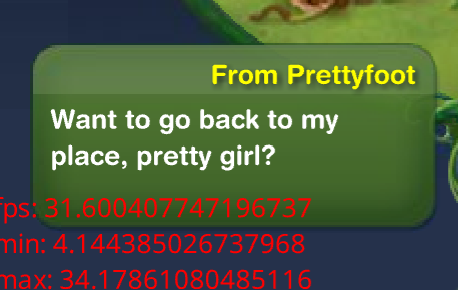 From Prettyfoot
Want to go back to my
place, pretty girl?
fps: 31.600407747196737
min: 4.144385026737968
max: 34.17861080485116